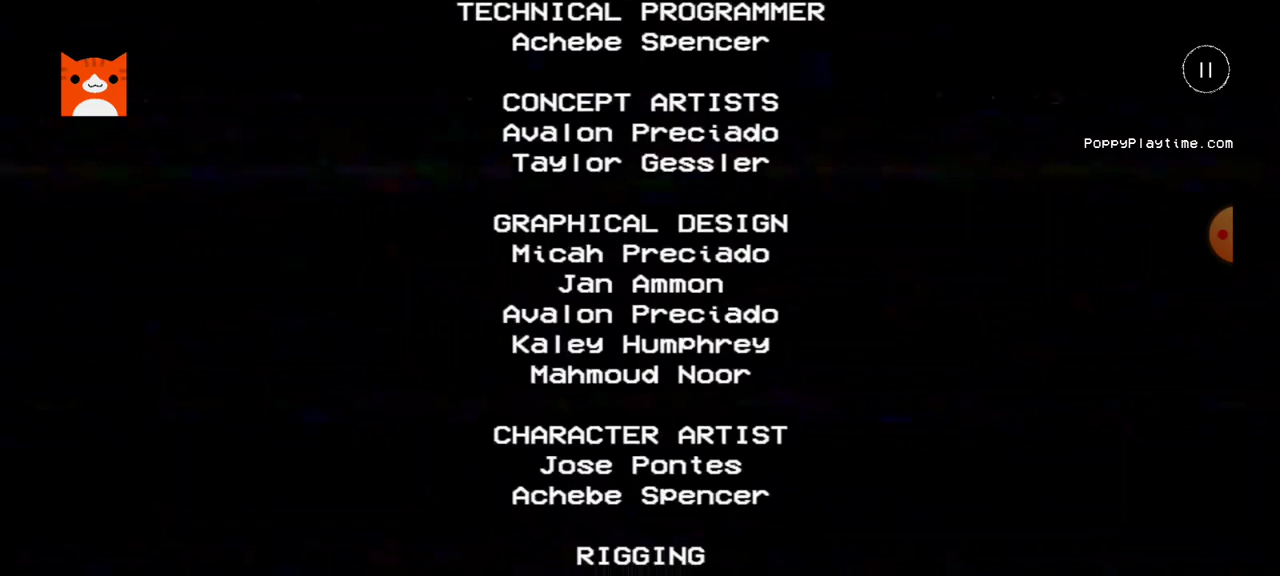 TECHNICAL PROGRAMMER
Achebe Spencer
CONCEPT ARTISTS
Avalon Preciado
Taylor Gessler
PoppyPlaytime.com
GRAPHICAL DESIGN
Micah Preciado
Jan Ammon
Avalon Preciado
Kaley Humphrey
Mahmoud Noor
CHARACTER ARTIST
Jose Pontes
Achebe Spencer
RIGGING